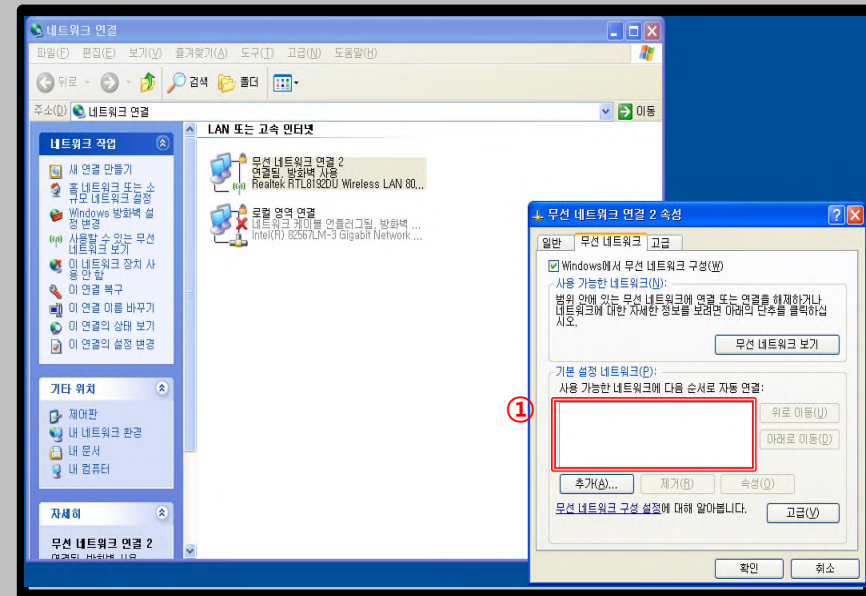 네트워크 연결
파일(F) 편집(E) 보기(V) 즐겨찾기(A) 도구(T) 고급(N) 도움말(H)
뒤로 검색 폴더
주소(D) 네트워크 연결 이동
네트워크 작업
새 연결 만들기
홈 네트워크 또는 소
규모 네트워크 설정
Windows 방화벽 설
정 변경
사용할 수 있는 무선
네트워크 보기
이 네트워크 장치 사
용 안 함
이 연결 복구
이 연결 이름 바꾸기
이 연결의 상태 보기
이 연결의 설정 변경
기타 위치
제어판
내 네트워크 환경
내 문서
내 컴퓨터
자세히
무선 네트워크 연결 2
연결됨, 방화벽 사용
LAN 또는 고속 인터넷
무선 네트워크 연결 2
연결됨, 방화벽 사용
Realtek RTL8192DU Wireless LAN 80...
로컬 영역 연결
네트워크 케이블 언플러그됨, 방화벽 ...
Intel(R) 82567LM-3 Gigabit Network ...
무선 네트워크 연결 2 속성
일반 무선 네트워크 고급
Windows에서 무선 네트워크 구성(W)
사용 가능한 네트워크(N):
범위 안에 있는 무선 네트워크에 연결 또는 연결을 해제하거나
네트워크에 대한 자세한 정보를 보려면 아래의 단추를 클릭하십
시오.
무선 네트워크 보기
기본 설정 네트워크(P):
사용 가능한 네트워크에 다음 순서로 자동 연결:
①
위로 이동(U)
아래로 이동(D)
추가(A)... 제거(R) 속성(O)
무선 네트워크 구성 설정에 대해 알아봅니다.
고급(V)
확인 취소